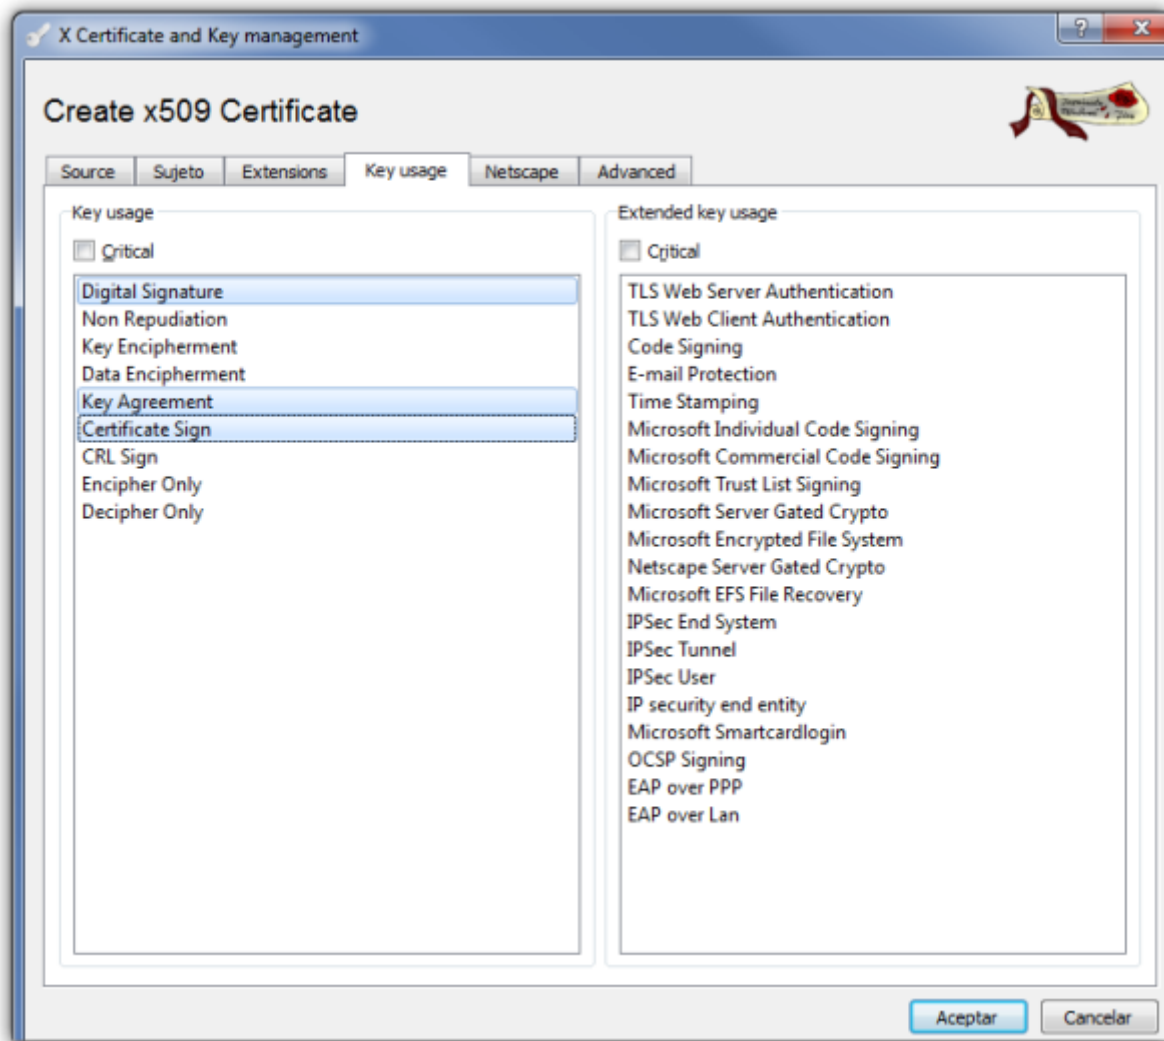 X Certificate and Key management
Create x509 Certificate
Source Sujeto Extensions Key usage Netscape Advanced
Key usage
Critical
Digital Signature
Non Repudiation
Key Encipherment
Data Encipherment
Key Agreement
Certificate Sign
CRL Sign
Encipher Only
Decipher Only
Extended key usage
Critical
TLS Web Server Authentication
TLS Web Client Authentication
Code Signing
E-mail Protection
Time Stamping
Microsoft Individual Code Signing
Microsoft Commercial Code Signing
Microsoft Trust List Signing
Microsoft Server Gated Crypto
Microsoft Encrypted File System
Netscape Server Gated Crypto
Microsoft EFS File Recovery
IPSec End System
IPSec Tunnel
IPSec User
IP security end entity
Microsoft Smartcardlogin
OCSP Signing
EAP over PPP
EAP over Lan
Aceptar Cancelar